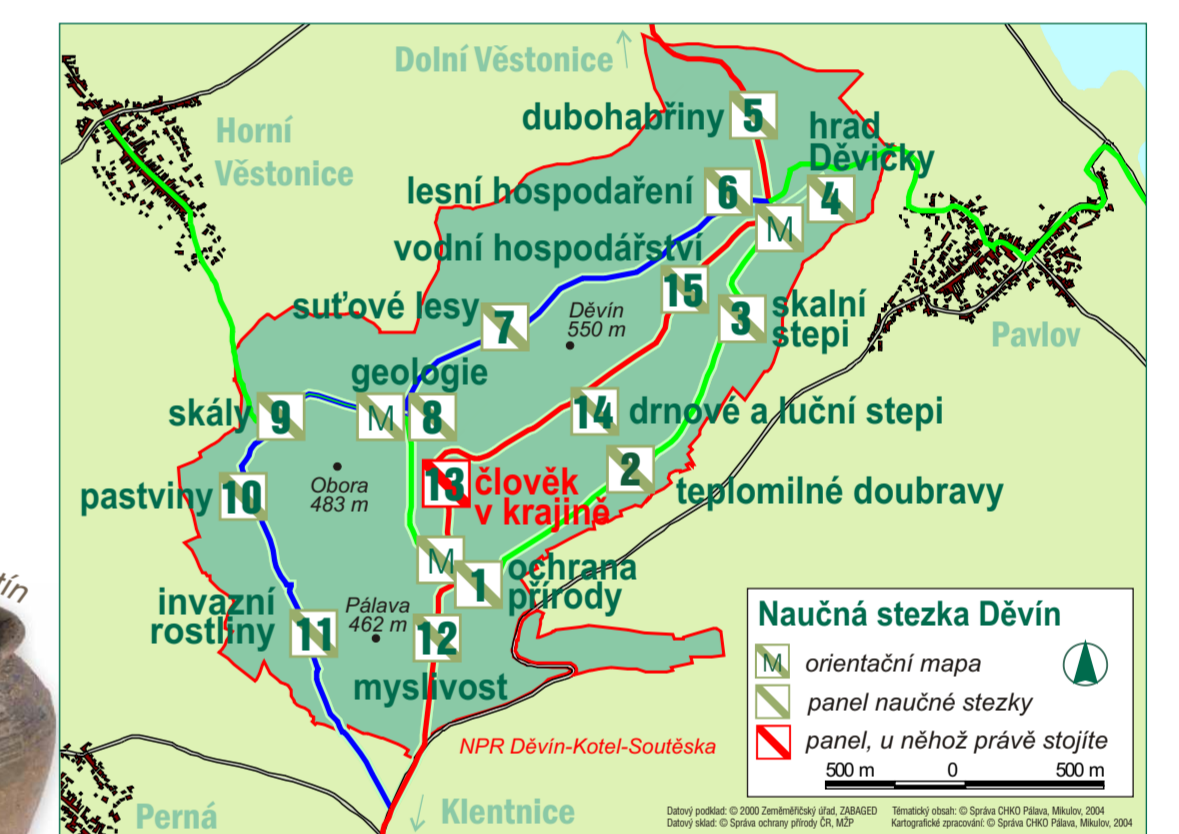 Dolní Věstonice
dubohabřiny
5
Horní
Věstonice
hrad
Děvičky
lesní hospodaření
6
4
M
vodní hospodářství
15
suťové lesy
7
Děvín
550 m
3
skalní
stepi
Pavlov
geologie
skály
9
M
8
14
drnové a luční stepi
Obora
483 m
13
člověk
v krajině
2
teplomilné doubravy
pastviny
10
M
1
ochrana
přírody
invazní
rostliny
11
Pálava
462 m
12
myslivost
NPR Děvín-Kotel-Soutěska
Perná
Klentnice
tín
Naučná stezka Děvín
M
orientační mapa
panel naučné stezky
panel, u něhož právě stojíte
500 m
0
500 m
Datový podklad: © 2000 Zeměměřičský úřad, ZABAGED
Tématický obsah: © Správa CHKO Pálava, Mikulov, 2004
Datový sklad: © Správa ochrany přírody ČR, MŽP
Kartografické zpracování: © Správa CHKO Pálava, Mikulov, 2004